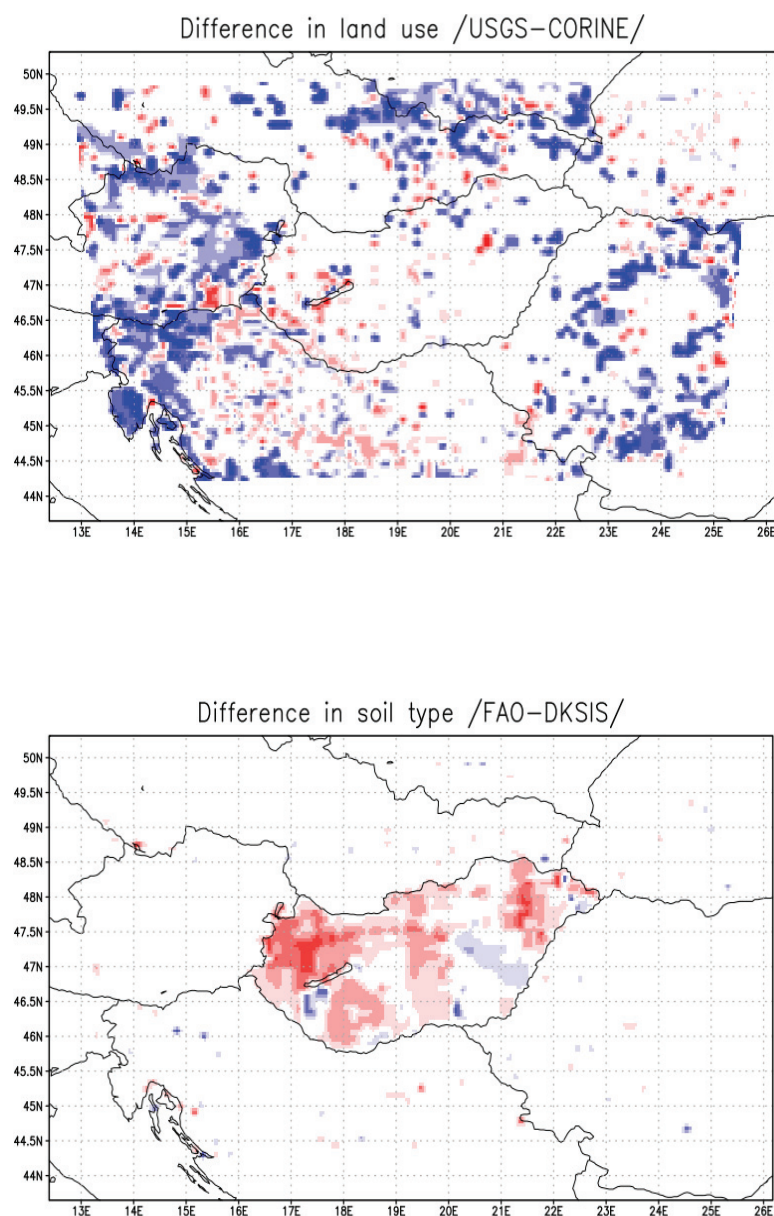 Difference in land use /USGS-CORINE/
50N
49.5N
49N
48.5N
48N
47.5N
47N
46.5N
46N
45.5N
45N
44.5N
44N
13E 14E 15E 16E 17E 18E 19E 20E 21E 22E 23E 24E 25E 26E
Difference in soil type /FAO-DKSIS/
50N
49.5N
49N
48.5N
48N
47.5N
47N
46.5N
46N
45.5N
45N
44.5N
44N
13E 14E 15E 16E 17E 18E 19E 20E 21E 22E 23E 24E 25E 26E